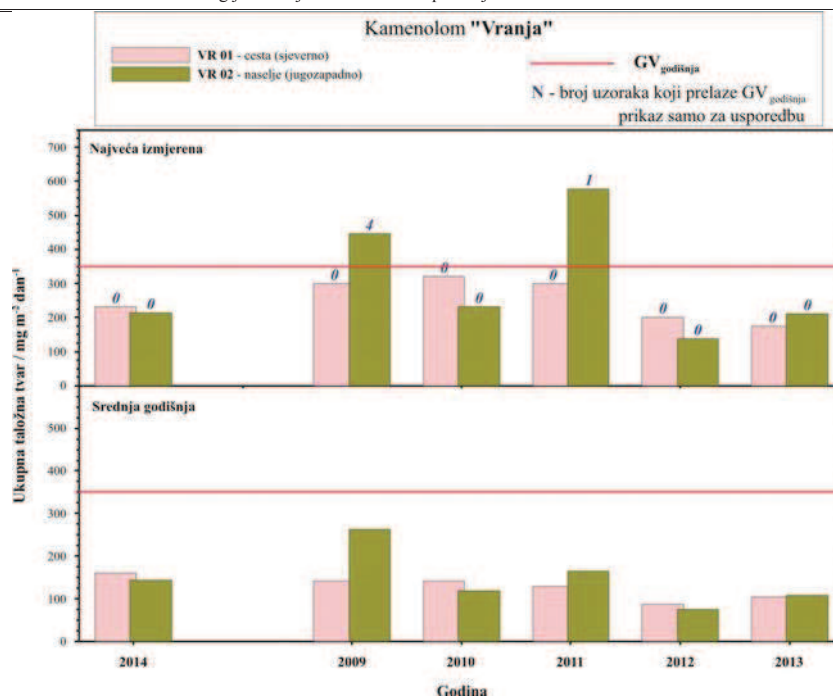 Kamenolom "Vranja"
VR 01 - cesta (sjeverno)
VR 02 - naselje (jugozapadno)
GVgodišnja
N - broj uzoraka koji prelaze GVgodišnja
prikaz samo za usporedbu
Ukupna taložna tvar / mg m⁻² dan⁻¹
Najveća izmjerena
700
600
500
400
300
200
100
0
0 0 0 4 0 0 0 1 0 0 0 0
Srednja godišnja
500
400
300
200
100
0
2014 2009 2010 2011 2012 2013
Godina